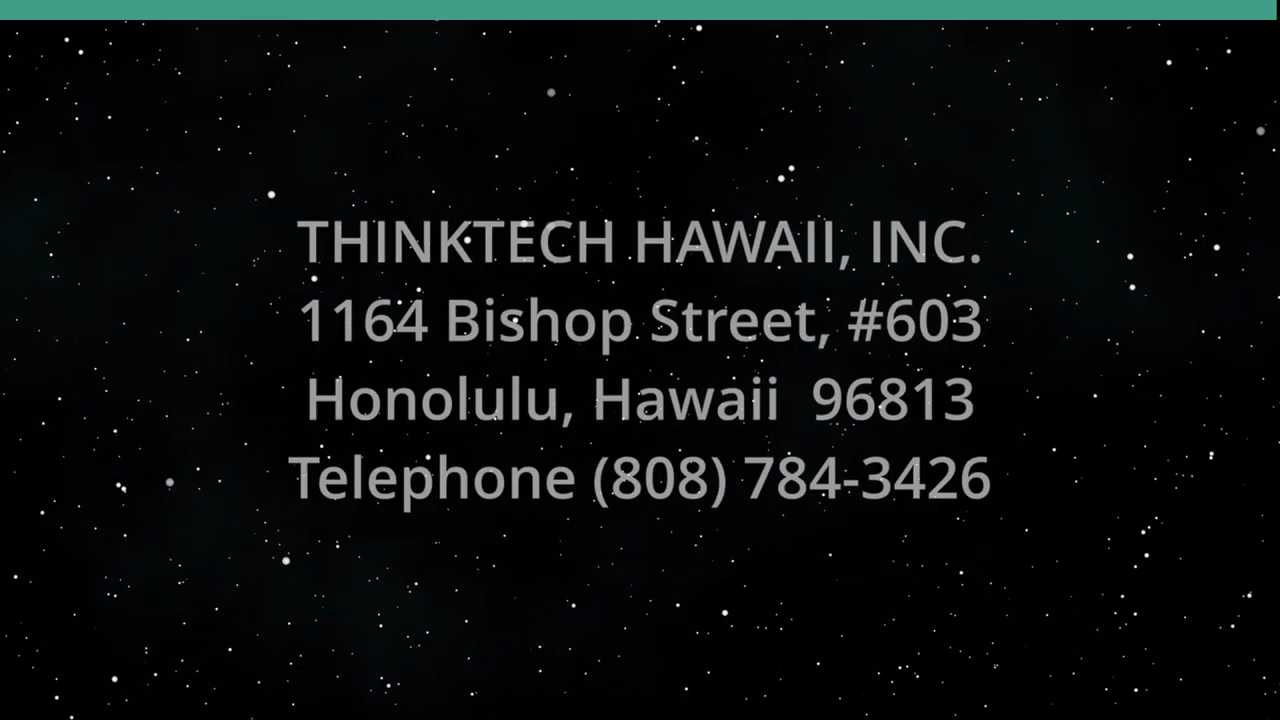 THINKTECH HAWAII, INC.
1164 Bishop Street, #603
Honolulu, Hawaii  96813
Telephone (808) 784-3426